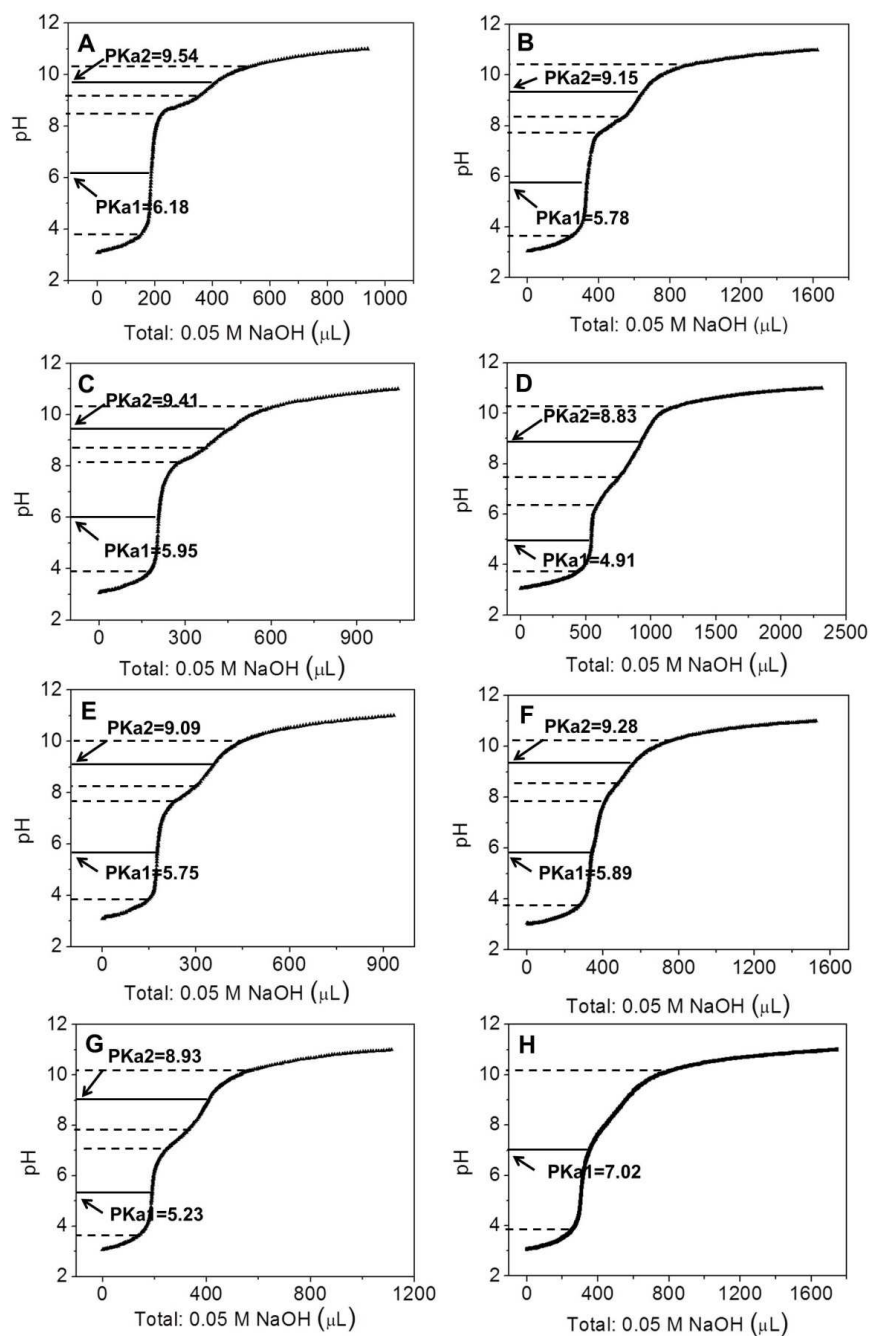 A
PKa2=9.54
PKa1=6.18
12
10
8
6
4
2
pH
0 200 400 600 800 1000
Total: 0.05 M NaOH (μL)
B
PKa2=9.15
PKa1=5.78
12
10
8
6
4
2
pH
0 400 800 1200 1600
Total: 0.05 M NaOH (μL)
C
PKa2=9.41
PKa1=5.95
12
10
8
6
4
2
pH
0 300 600 900
Total: 0.05 M NaOH (μL)
D
PKa2=8.83
PKa1=4.91
12
10
8
6
4
2
pH
0 500 1000 1500 2000 2500
Total: 0.05 M NaOH (μL)
E
PKa2=9.09
PKa1=5.75
12
10
8
6
4
2
pH
0 300 600 900
Total: 0.05 M NaOH (μL)
F
PKa2=9.28
PKa1=5.89
12
10
8
6
4
2
pH
0 400 800 1200 1600
Total: 0.05 M NaOH (μL)
G
PKa2=8.93
PKa1=5.23
12
10
8
6
4
2
pH
0 400 800 1200
Total: 0.05 M NaOH (μL)
H
PKa1=7.02
12
10
8
6
4
2
pH
0 400 800 1200 1600
Total: 0.05 M NaOH (μL)